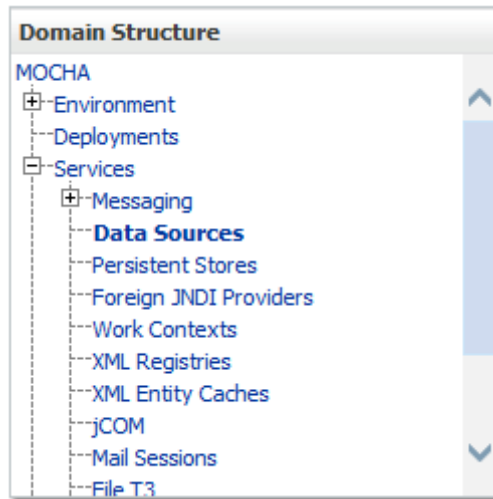 Domain Structure
MOCHA
Environment
Deployments
Services
Messaging
Data Sources
Persistent Stores
Foreign JNDI Providers
Work Contexts
XML Registries
XML Entity Caches
jCOM
Mail Sessions
File T3